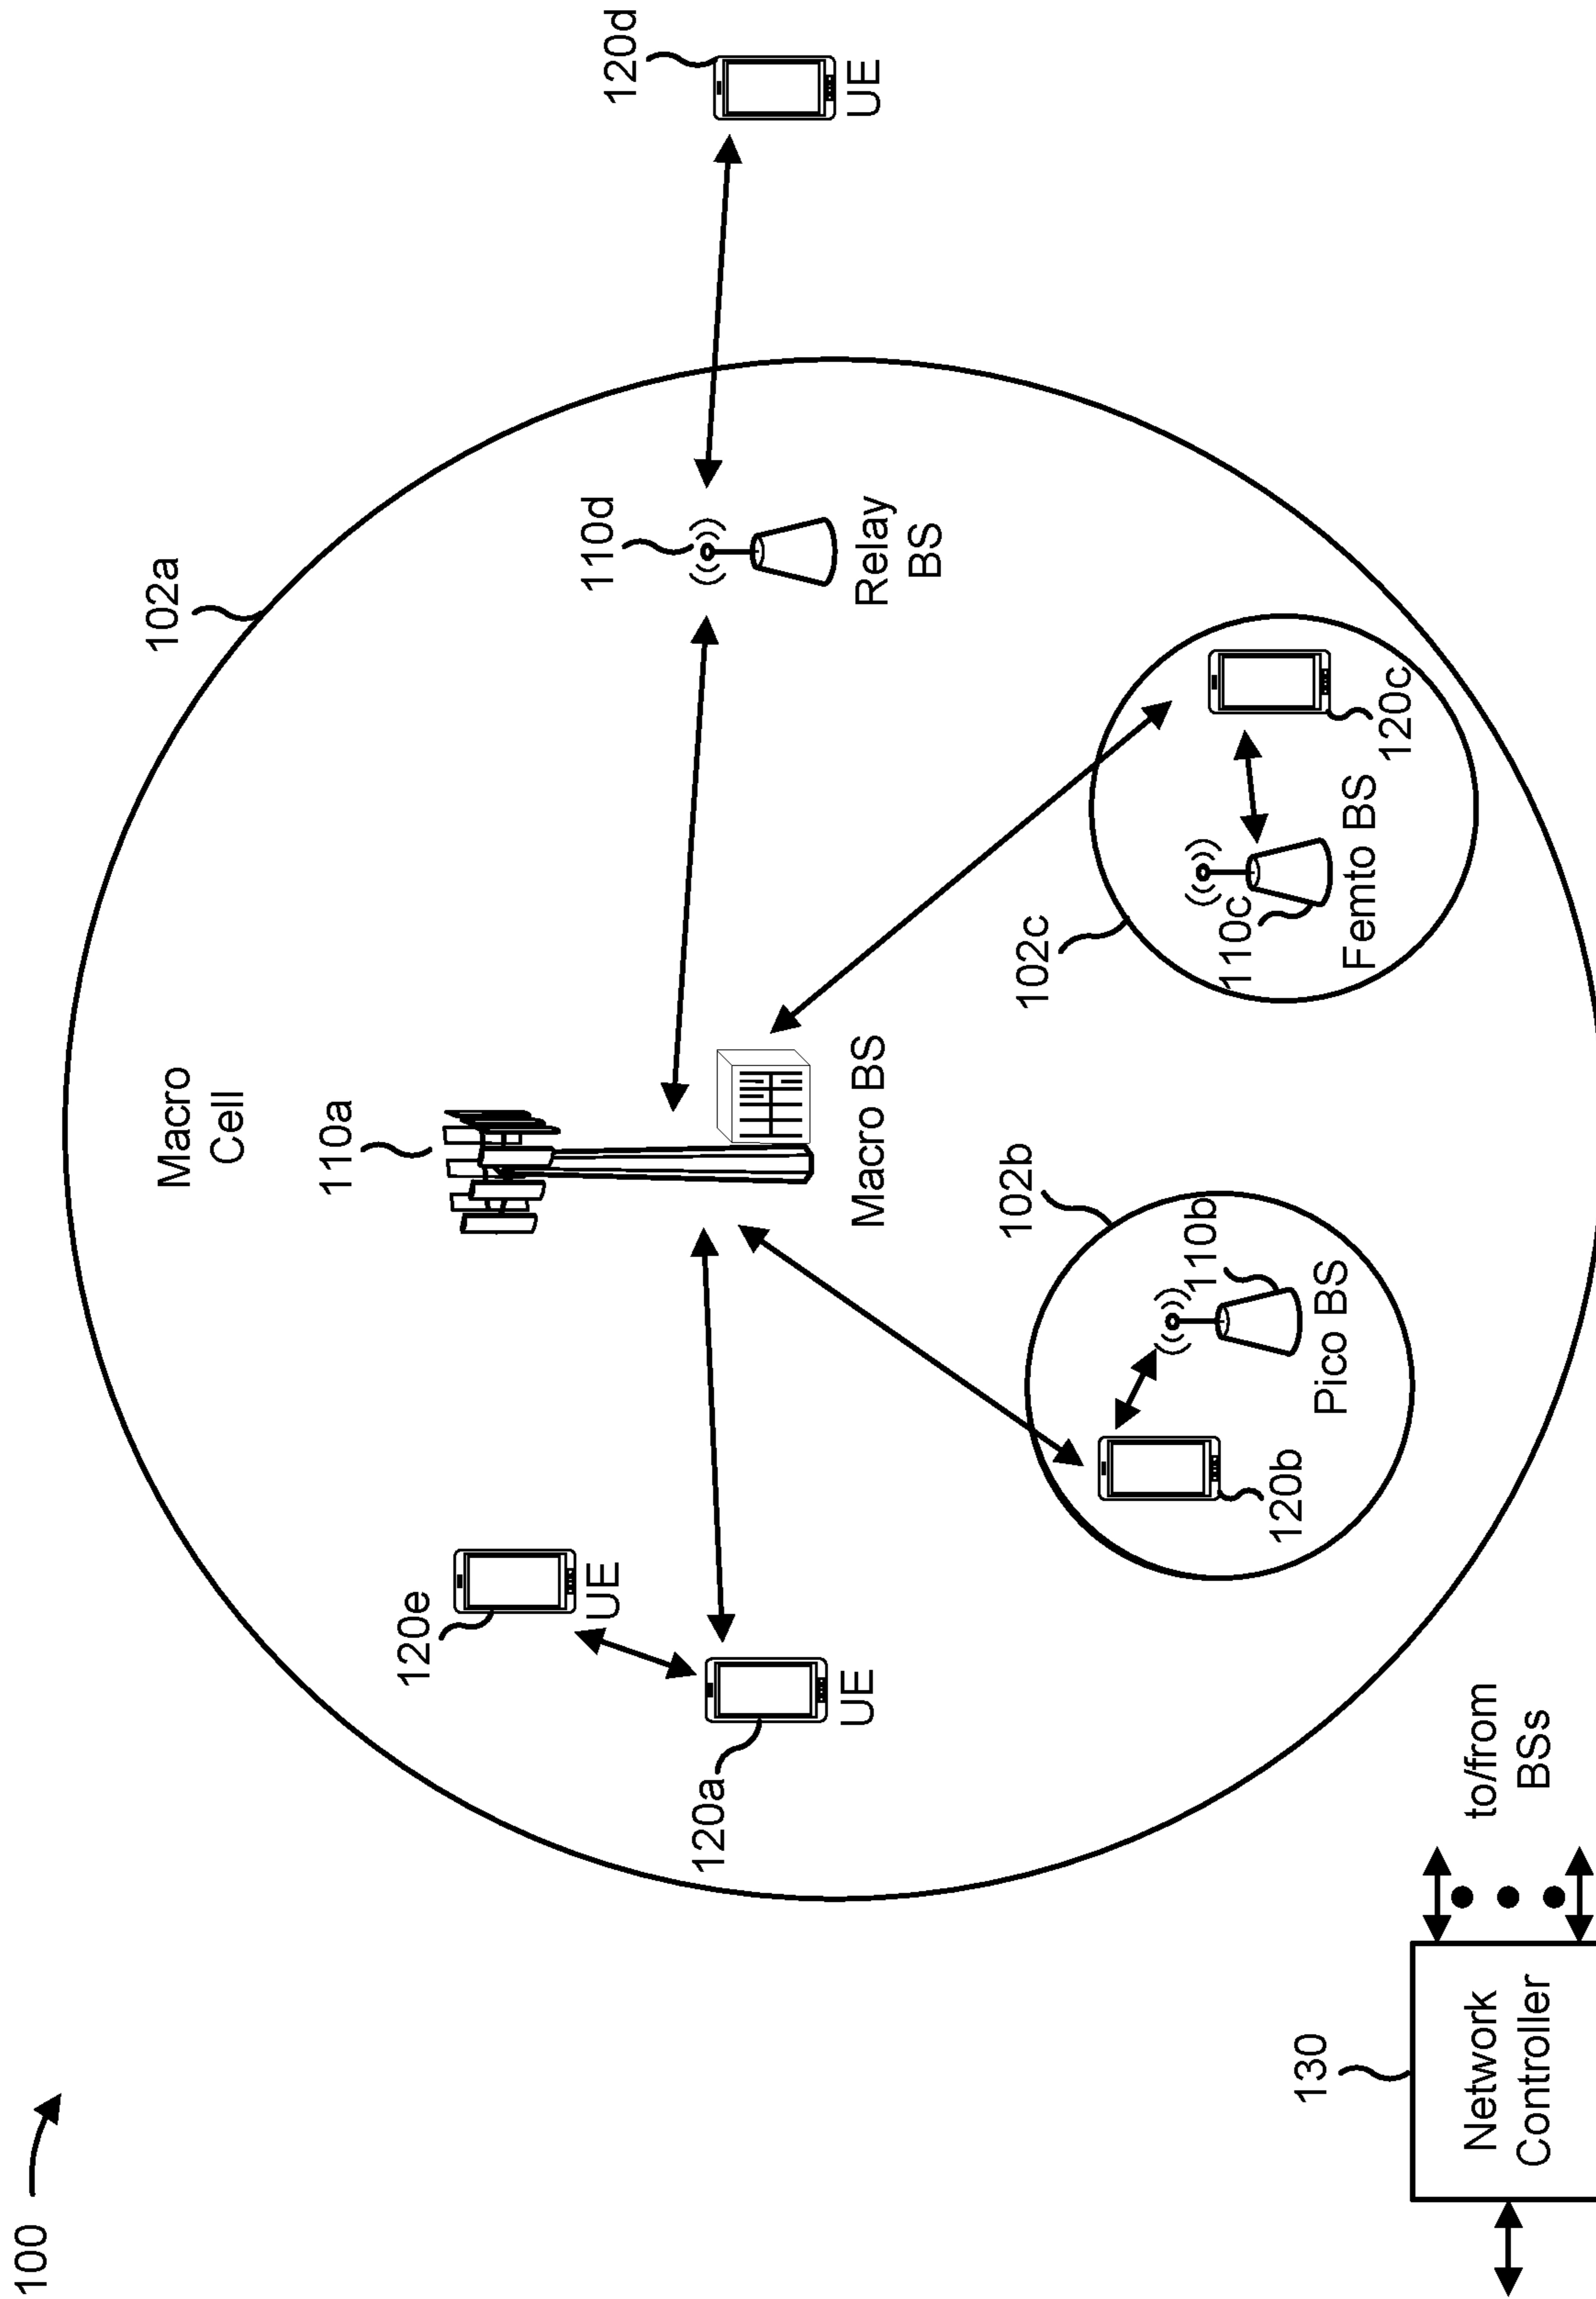 100
102a
Macro
Cell
110a
120e
UE
120a
UE
Macro BS
110d
Relay
BS
120d
UE
102b
110b
Pico BS
120b
102c
110c
Femto BS
120c
130
Network
Controller
to/from
BSs